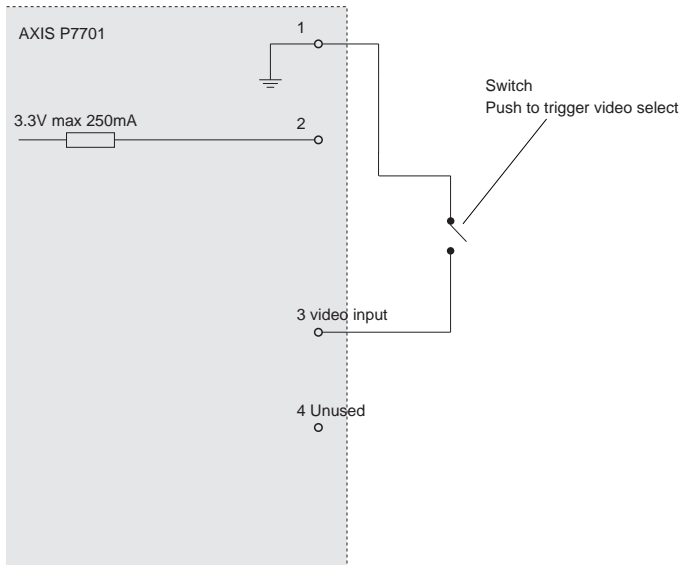 AXIS P7701
1
Switch
Push to trigger video select
3.3V max 250mA
2
3 video input
4 Unused